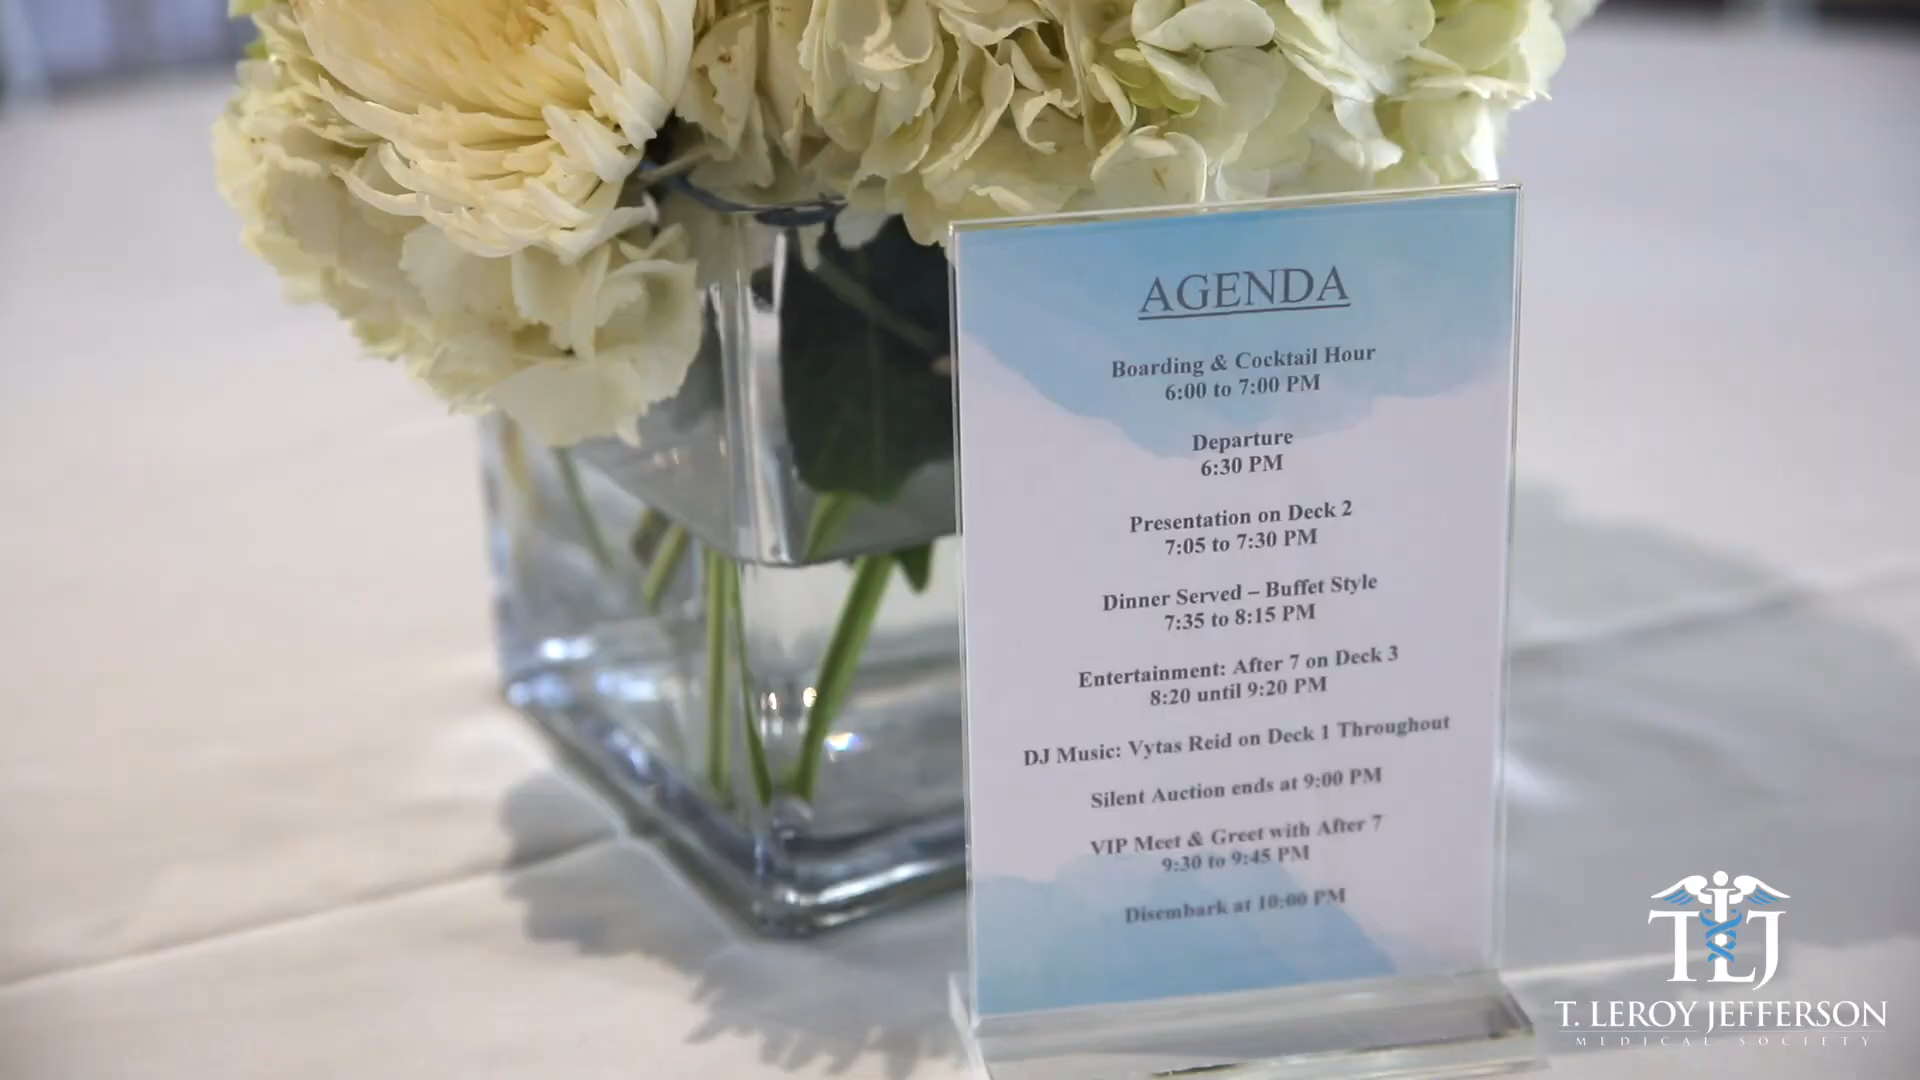 AGENDA
Boarding & Cocktail Hour
6:00 to 7:00 PM
Departure
6:30 PM
Presentation on Deck 2
7:05 to 7:30 PM
Dinner Served – Buffet Style
7:35 to 8:15 PM
Entertainment: After 7 on Deck 3
8:20 until 9:20 PM
DJ Music: Vytas Reid on Deck 1 Throughout
Silent Auction ends at 9:00 PM
VIP Meet & Greet with After 7
9:30 to 9:45 PM
Disembark at 10:00 PM
TLJ
T. LEROY JEFFERSON
MEDICAL SOCIETY